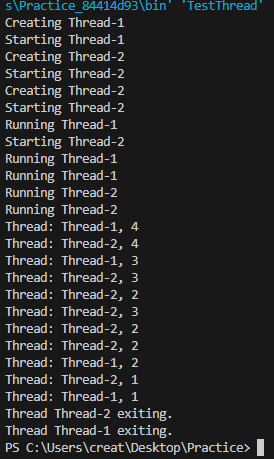 s\Practice_84414d93\bin' 'TestThread'
Creating Thread-1
Starting Thread-1
Creating Thread-2
Starting Thread-2
Creating Thread-2
Starting Thread-2
Running Thread-1
Starting Thread-2
Running Thread-1
Running Thread-1
Running Thread-2
Running Thread-2
Thread: Thread-1, 4
Thread: Thread-2, 4
Thread: Thread-1, 3
Thread: Thread-2, 3
Thread: Thread-2, 2
Thread: Thread-2, 3
Thread: Thread-2, 2
Thread: Thread-2, 2
Thread: Thread-1, 2
Thread: Thread-2, 1
Thread: Thread-1, 1
Thread Thread-2 exiting.
Thread Thread-1 exiting.
PS C:\Users\creat\Desktop\Practice>